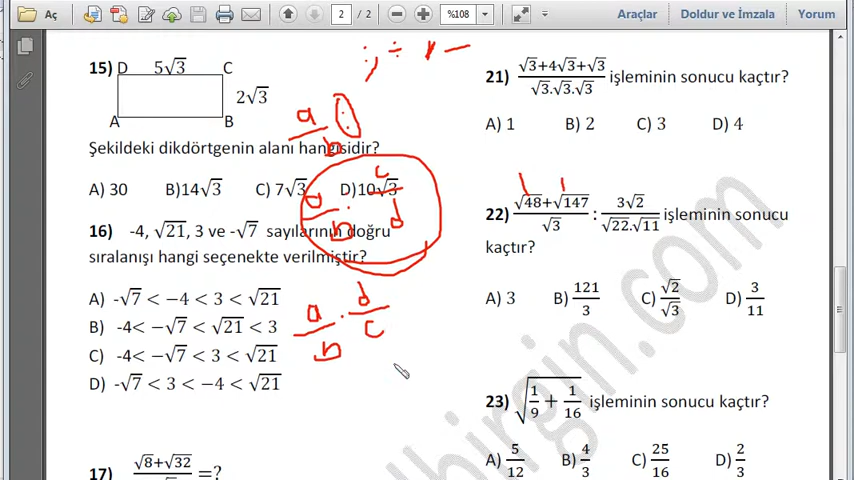 Aç
2 / 2
%108
Araçlar
Doldur ve İmzala
Yorum
: , ÷ / —
15) D 5√3 C
2√3
A B
a/b :
Şekildeki dikdörtgenin alanı hangisidir?
A) 30 B)14√3 C) 7√3 D)10√3
a/b : c/d
16) -4, √21, 3 ve -√7 sayılarının doğru
sıralanışı hangi seçenekte verilmiştir?
A) -√7 < −4 < 3 < √21
B) -4< −√7 < √21 < 3
C) -4< −√7 < 3 < √21
D) -√7 < 3 < −4 < √21
a/b . d/c
17) √8+√32 =?
21) (√3+4√3+√3)/(√3.√3.√3) işleminin sonucu kaçtır?
A) 1 B) 2 C) 3 D) 4
22) (√48+√147)/√3 : 3√2/(√22.√11) işleminin sonucu
kaçtır?
A) 3 B) 121/3 C) √2/√3 D) 3/11
23) √(1/9 + 1/16) işleminin sonucu kaçtır?
A) 5/12 B) 4/3 C) 25/16 D) 2/3
dbirgin.com